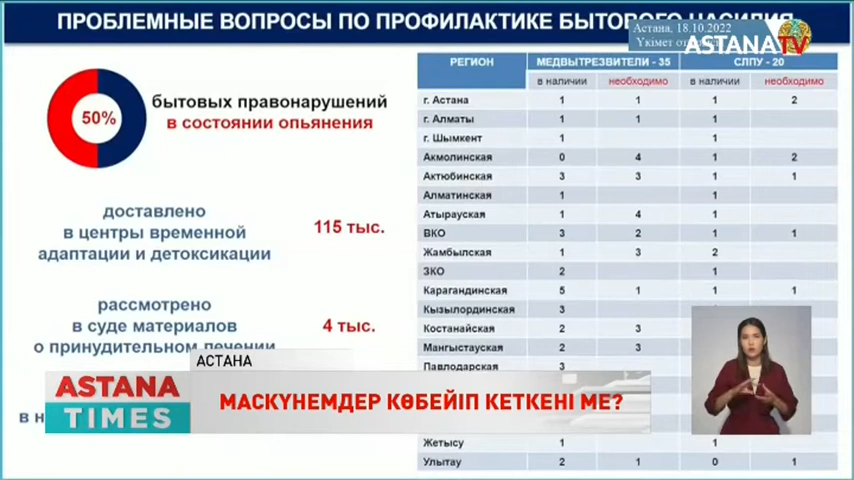 ПРОБЛЕМНЫЕ ВОПРОСЫ ПО ПРОФИЛАКТИКЕ БЫТОВОГО НАСИЛИЯ
Астана, 18.10.2022
Үкімет
ASTANATV
50%
бытовых правонарушений
в состоянии опьянения
доставлено
в центры временной
адаптации и детоксикации
115 тыс.
рассмотрено
в суде материалов
о принудительном лечении
4 тыс.
РЕГИОН МЕДВЫТРЕЗВИТЕЛИ - 35 СЛПУ - 20
в наличии необходимо в наличии необходимо
г. Астана 1 1 1 2
г. Алматы 1 1 1
г. Шымкент 1 1
Акмолинская 0 4 1 2
Актюбинская 3 3 1 1
Алматинская 1 1
Атырауская 1 4 1
ВКО 3 2 1 1
Жамбылская 1 3 2
ЗКО 2 1
Карагандинская 5 1 1 1
Кызылординская 3
Костанайская 2 3
Мангыстауская 2 3
Павлодарская 3
Жетысу 1 1
Улытау 2 1 0 1
АСТАНА
ASTANA
TIMES
МАСКҮНЕМДЕР КӨБЕЙІП КЕТКЕНІ МЕ?